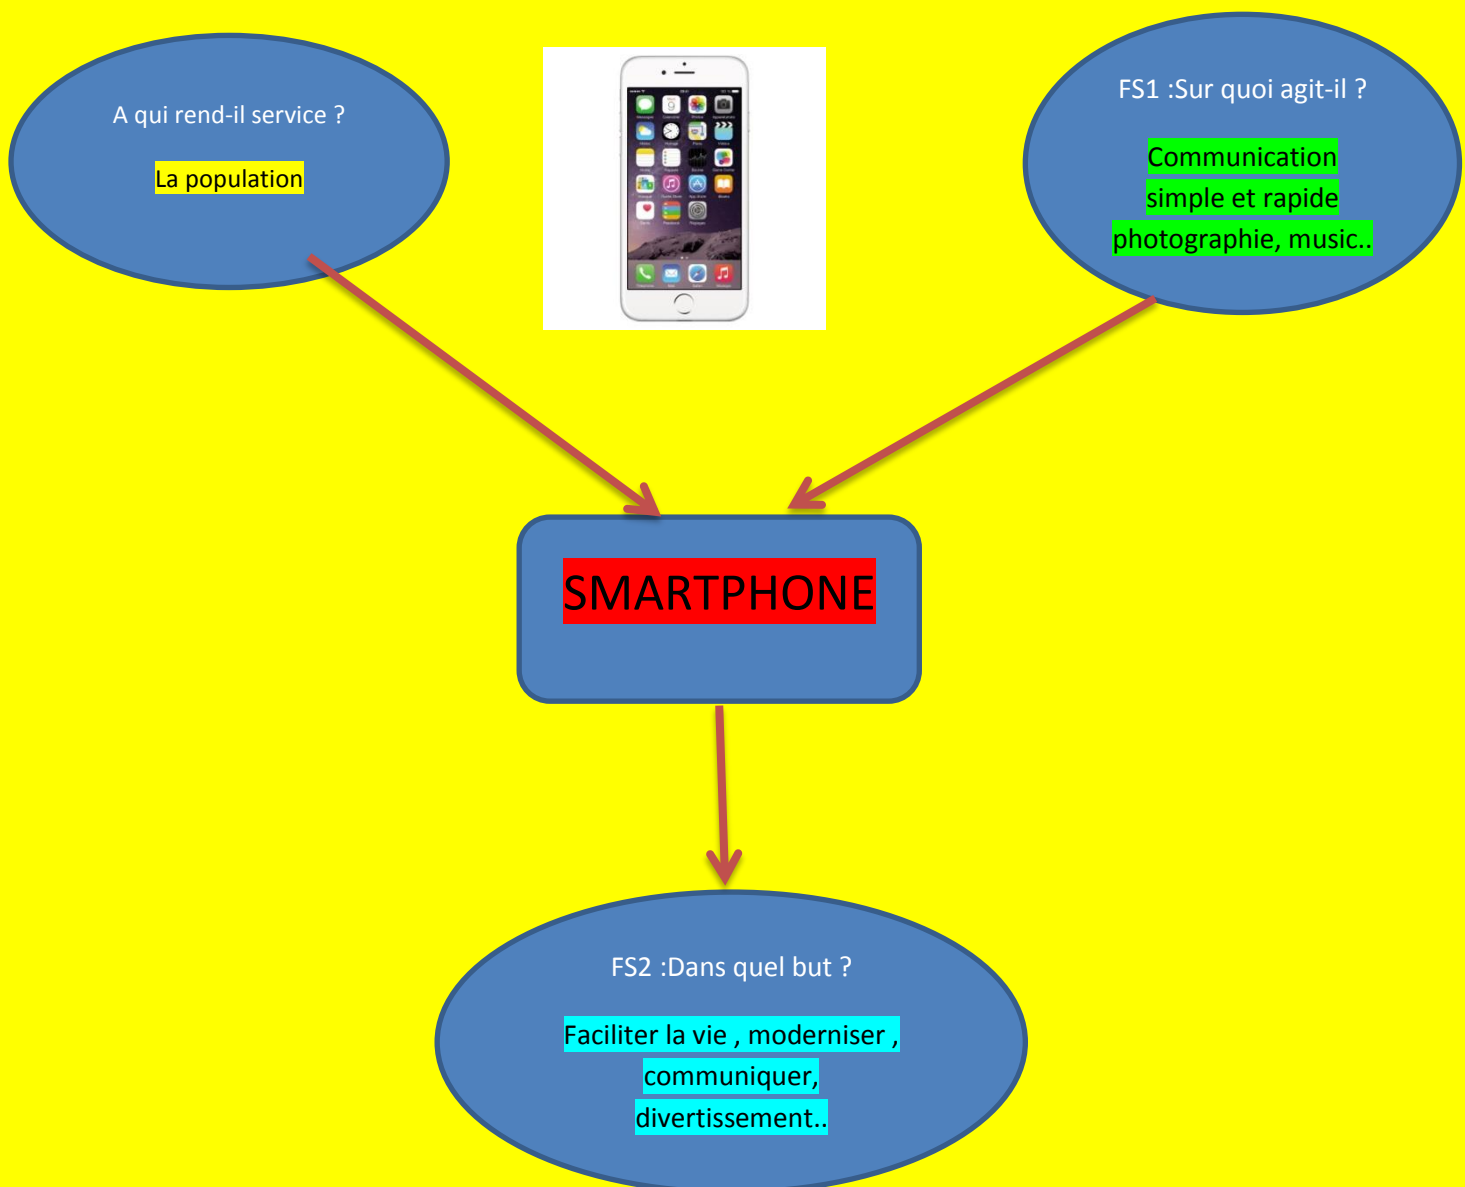 A qui rend-il service ?
La population
FS1 :Sur quoi agit-il ?
Communication
simple et rapide
photographie, music..
SMARTPHONE
FS2 :Dans quel but ?
Faciliter la vie , moderniser ,
communiquer,
divertissement..